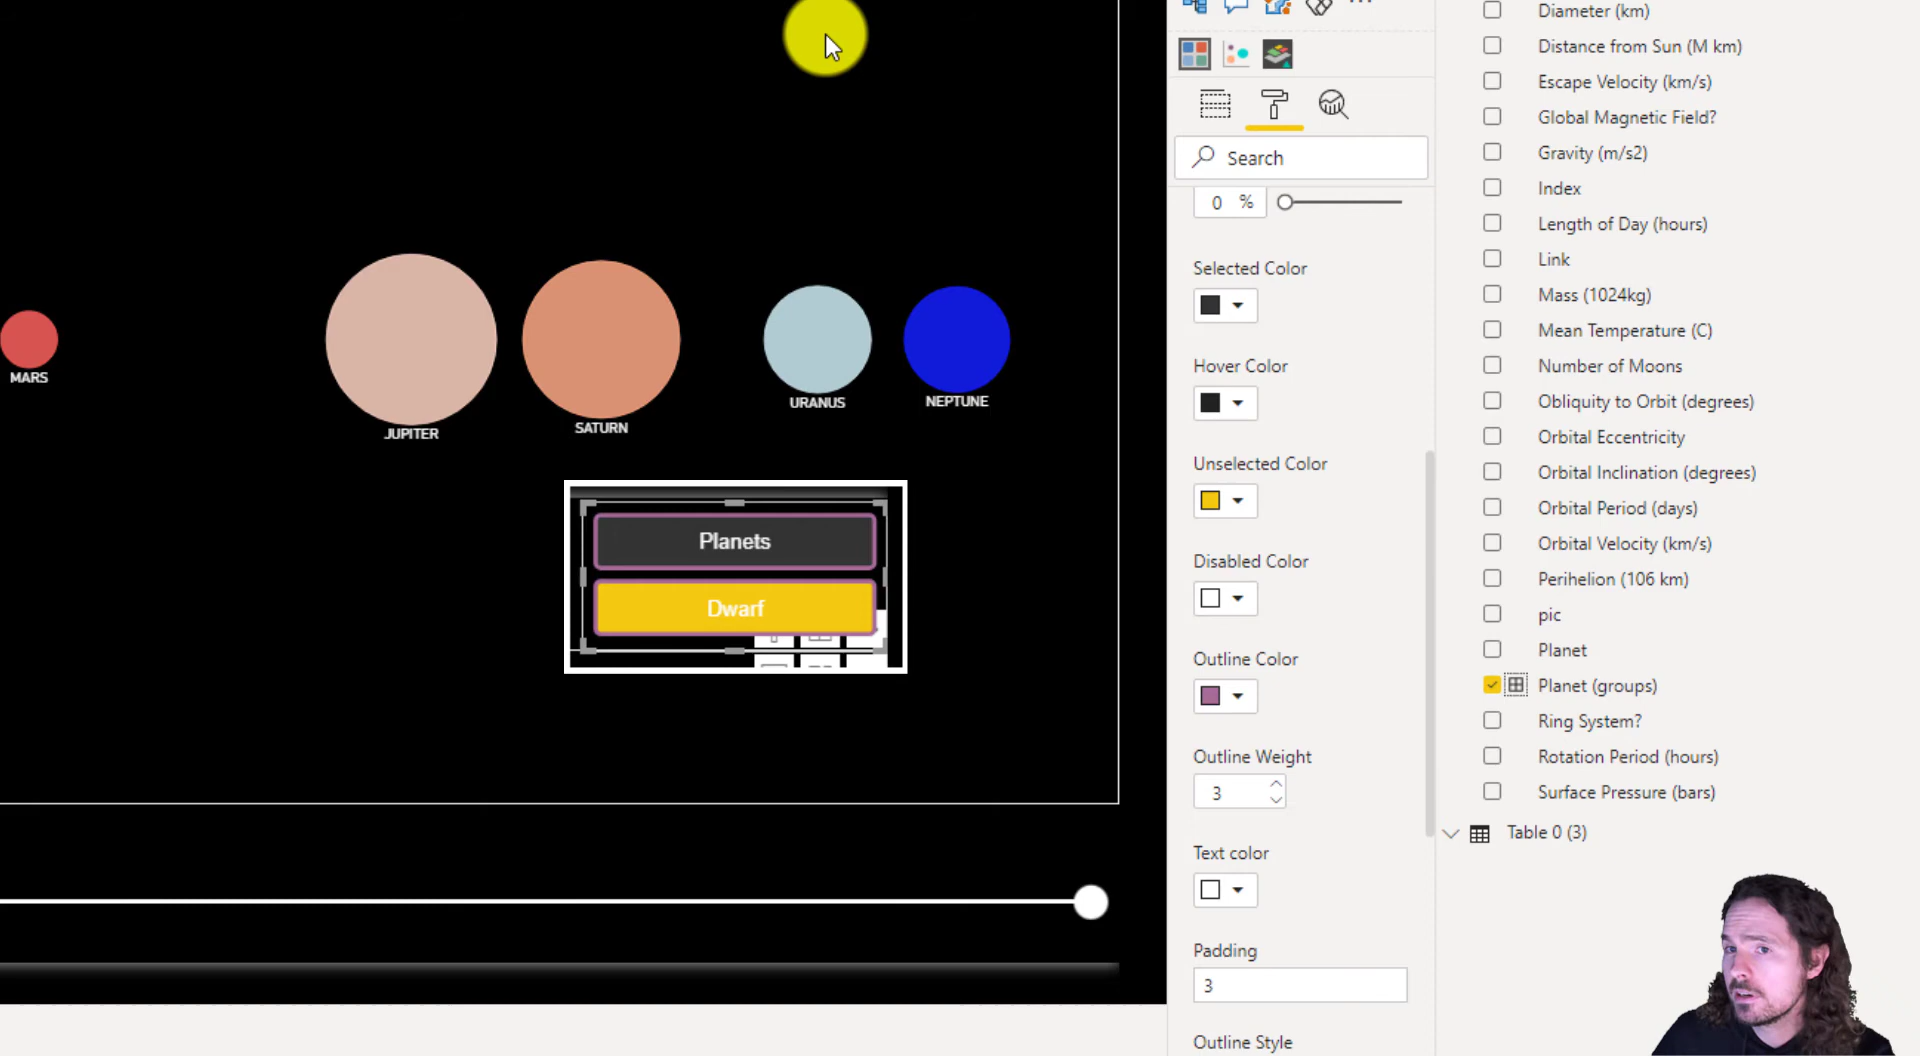 MARS
JUPITER
SATURN
URANUS
NEPTUNE
Planets
Dwarf
Search
0 %
Selected Color
Hover Color
Unselected Color
Disabled Color
Outline Color
Outline Weight
3
Text color
Padding
3
Outline Style
Diameter (km)
Distance from Sun (M km)
Escape Velocity (km/s)
Global Magnetic Field?
Gravity (m/s2)
Index
Length of Day (hours)
Link
Mass (1024kg)
Mean Temperature (C)
Number of Moons
Obliquity to Orbit (degrees)
Orbital Eccentricity
Orbital Inclination (degrees)
Orbital Period (days)
Orbital Velocity (km/s)
Perihelion (106 km)
pic
Planet
Planet (groups)
Ring System?
Rotation Period (hours)
Surface Pressure (bars)
Table 0 (3)